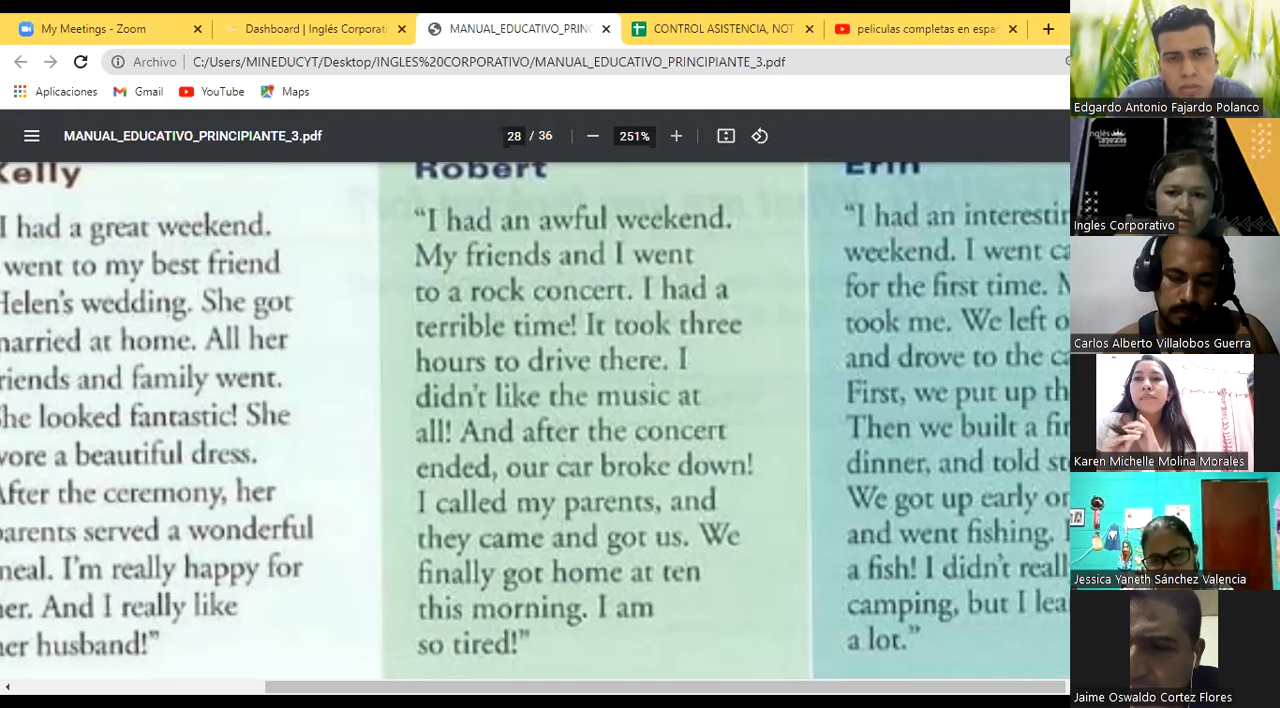 My Meetings - Zoom
Dashboard | Inglés Corporati
MANUAL_EDUCATIVO_PRINC
CONTROL ASISTENCIA, NOT
peliculas completas en espa
Archivo
C:/Users/MINEDUCYT/Desktop/INGLES%20CORPORATIVO/MANUAL_EDUCATIVO_PRINCIPIANTE_3.pdf
Aplicaciones
Gmail
YouTube
Maps
MANUAL_EDUCATIVO_PRINCIPIANTE_3.pdf
28 / 36
251%
Kelly
I had a great weekend.
went to my best friend
Helen's wedding. She got
married at home. All her
friends and family went.
She looked fantastic! She
wore a beautiful dress.
After the ceremony, her
parents served a wonderful
meal. I'm really happy for
her. And I really like
her husband!”
Robert
“I had an awful weekend.
My friends and I went
to a rock concert. I had a
terrible time! It took three
hours to drive there. I
didn't like the music at
all! And after the concert
ended, our car broke down!
I called my parents, and
they came and got us. We
finally got home at ten
this morning. I am
so tired!”
Erin
“I had an interestin
weekend. I went ca
for the first time. M
took me. We left o
and drove to the ca
First, we put up th
Then we built a fir
dinner, and told st
We got up early on
and went fishing. I
a fish! I didn't reall
camping, but I lea
a lot.”
Edgardo Antonio Fajardo Polanco
Inglés
Corporativo
Ingles Corporativo
Carlos Alberto Villalobos Guerra
Karen Michelle Molina Morales
Jessica Yaneth Sánchez Valencia
Jaime Oswaldo Cortez Flores